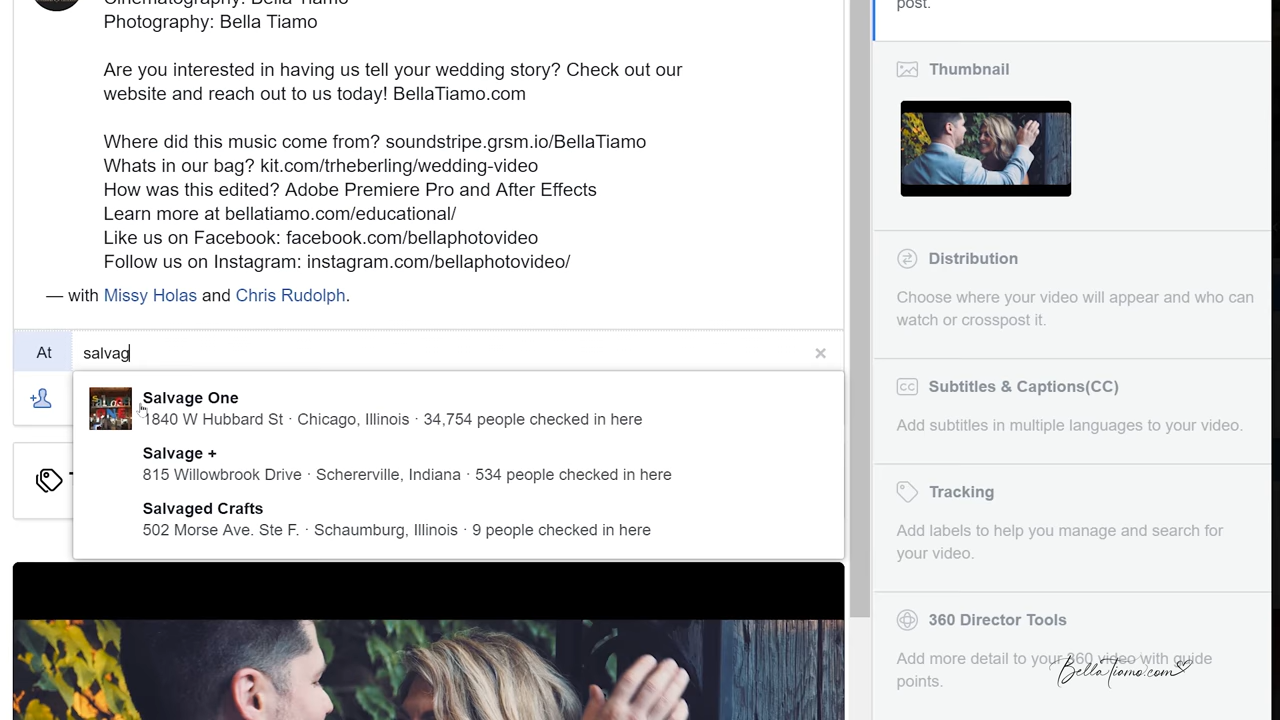 Cinematography: Bella Tiamo
Photography: Bella Tiamo
Are you interested in having us tell your wedding story? Check out our
website and reach out to us today! BellaTiamo.com
Where did this music come from? soundstripe.grsm.io/BellaTiamo
Whats in our bag? kit.com/trheberling/wedding-video
How was this edited? Adobe Premiere Pro and After Effects
Learn more at bellatiamo.com/educational/
Like us on Facebook: facebook.com/bellaphotovideo
Follow us on Instagram: instagram.com/bellaphotovideo/
— with Missy Holas and Chris Rudolph.
At salvag
Salvage One
1840 W Hubbard St · Chicago, Illinois · 34,754 people checked in here
Salvage +
815 Willowbrook Drive · Schererville, Indiana · 534 people checked in here
Salvaged Crafts
502 Morse Ave. Ste F. · Schaumburg, Illinois · 9 people checked in here
post.
Thumbnail
Distribution
Choose where your video will appear and who can
watch or crosspost it.
CC Subtitles & Captions(CC)
Add subtitles in multiple languages to your video.
Tracking
Add labels to help you manage and search for
your video.
360 Director Tools
Add more detail to your 360 video with guide
points.
BellaTiamo.com